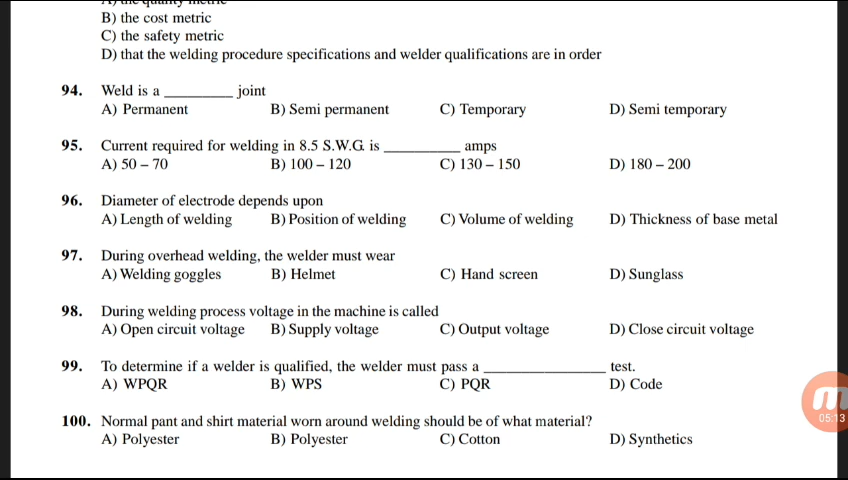 A) the quality metric
B) the cost metric
C) the safety metric
D) that the welding procedure specifications and welder qualifications are in order
94. Weld is a _________ joint
A) Permanent B) Semi permanent C) Temporary D) Semi temporary
95. Current required for welding in 8.5 S.W.G. is __________ amps
A) 50 – 70 B) 100 – 120 C) 130 – 150 D) 180 – 200
96. Diameter of electrode depends upon
A) Length of welding B) Position of welding C) Volume of welding D) Thickness of base metal
97. During overhead welding, the welder must wear
A) Welding goggles B) Helmet C) Hand screen D) Sunglass
98. During welding process voltage in the machine is called
A) Open circuit voltage B) Supply voltage C) Output voltage D) Close circuit voltage
99. To determine if a welder is qualified, the welder must pass a ________________ test.
A) WPQR B) WPS C) PQR D) Code
100. Normal pant and shirt material worn around welding should be of what material?
A) Polyester B) Polyester C) Cotton D) Synthetics
05:13